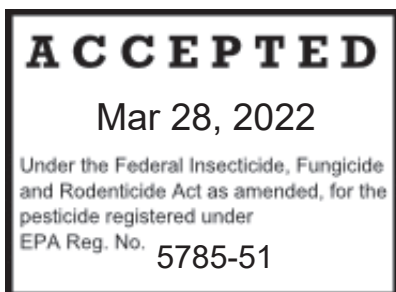 ACCEPTED
Mar 28, 2022
Under the Federal Insecticide, Fungicide
and Rodenticide Act as amended, for the
pesticide registered under
EPA Reg. No. 5785-51